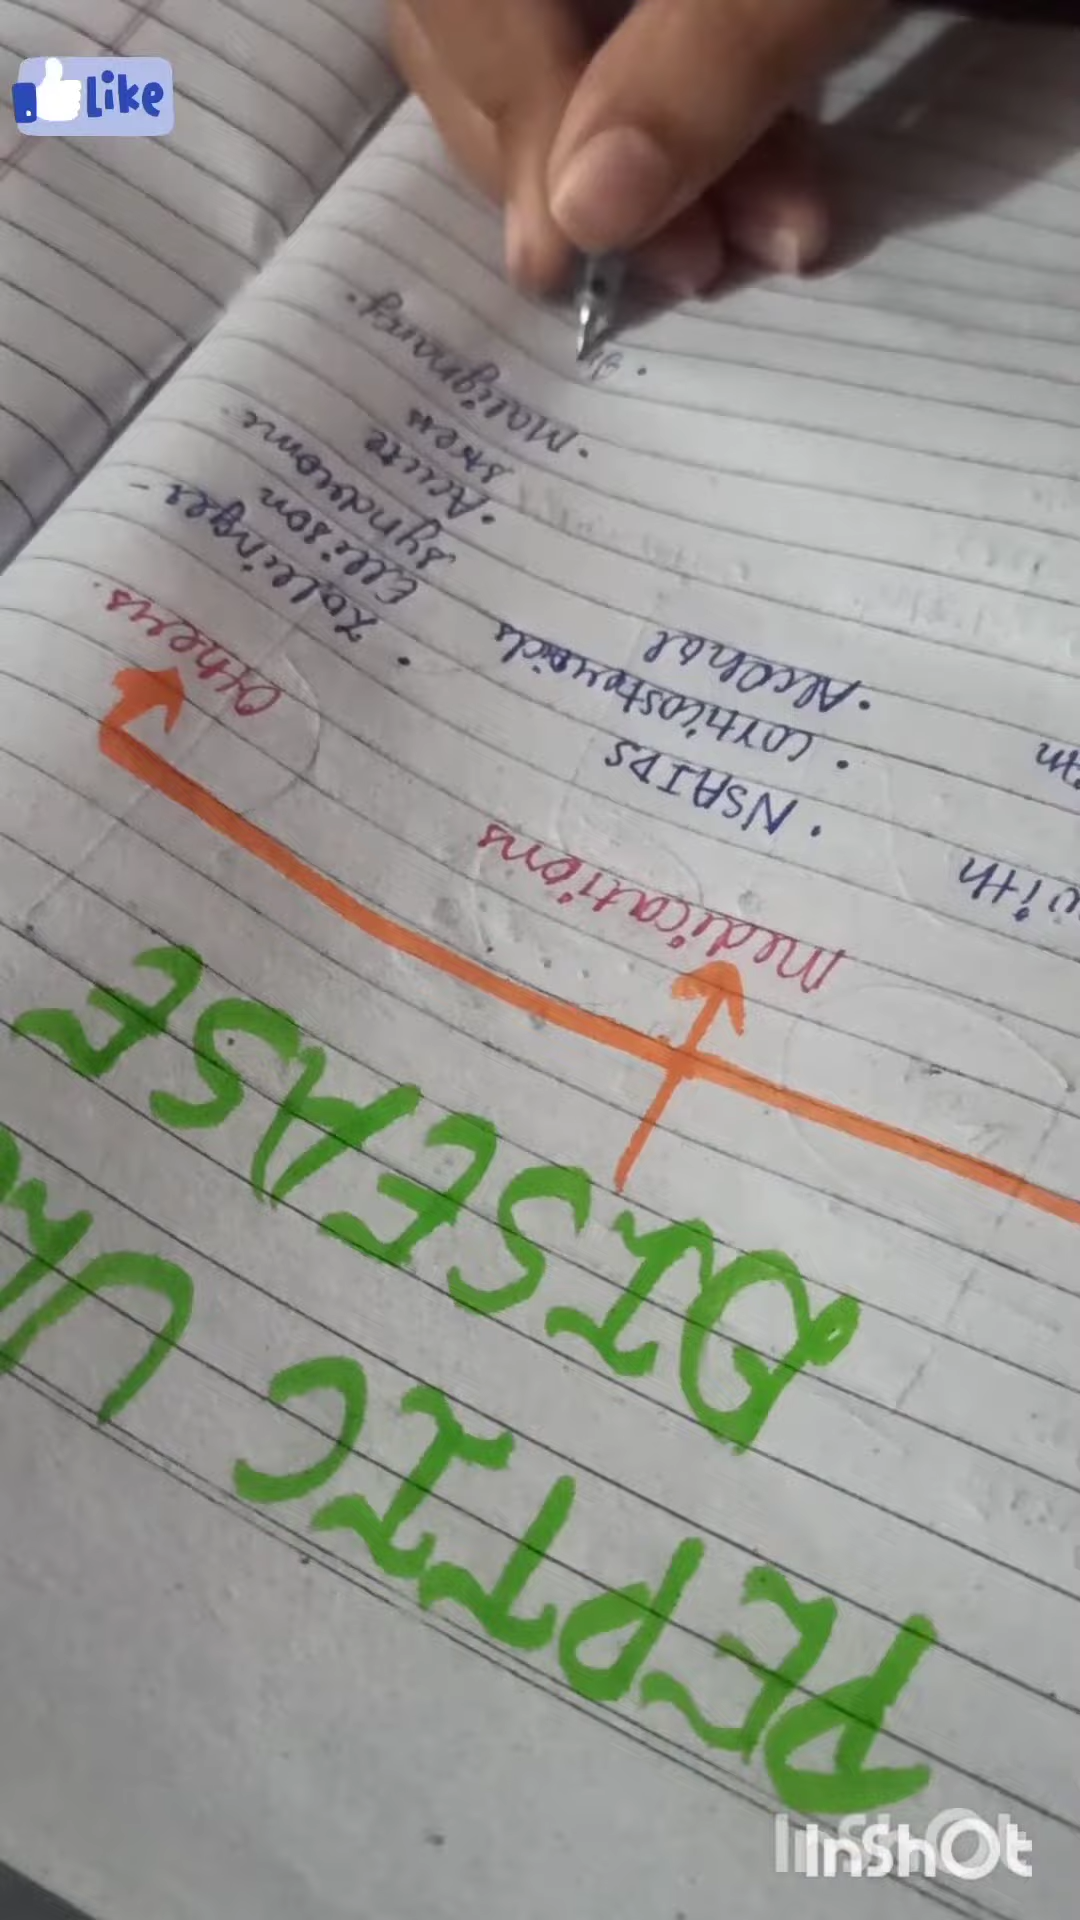 Like
PEPTIC
DISEASE
Medications
• NSAIDS
• corticosteroids
• Alcohol
Others.
• Zollinger-
Ellison
syndrome.
• Acute
stress
• Malignancy.
with
InShOt